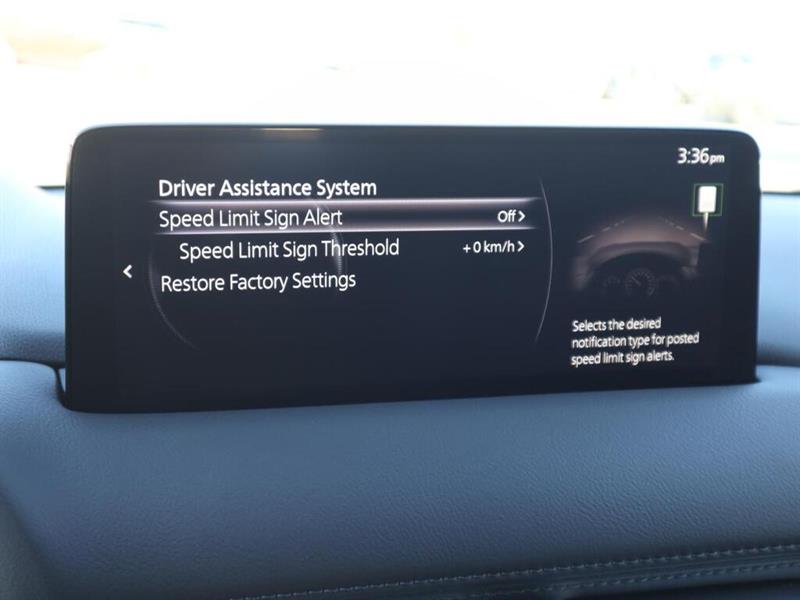 3:36pm
Driver Assistance System
Speed Limit Sign Alert Off
Speed Limit Sign Threshold +0 km/h
Restore Factory Settings
Selects the desired
notification type for posted
speed limit sign alerts.